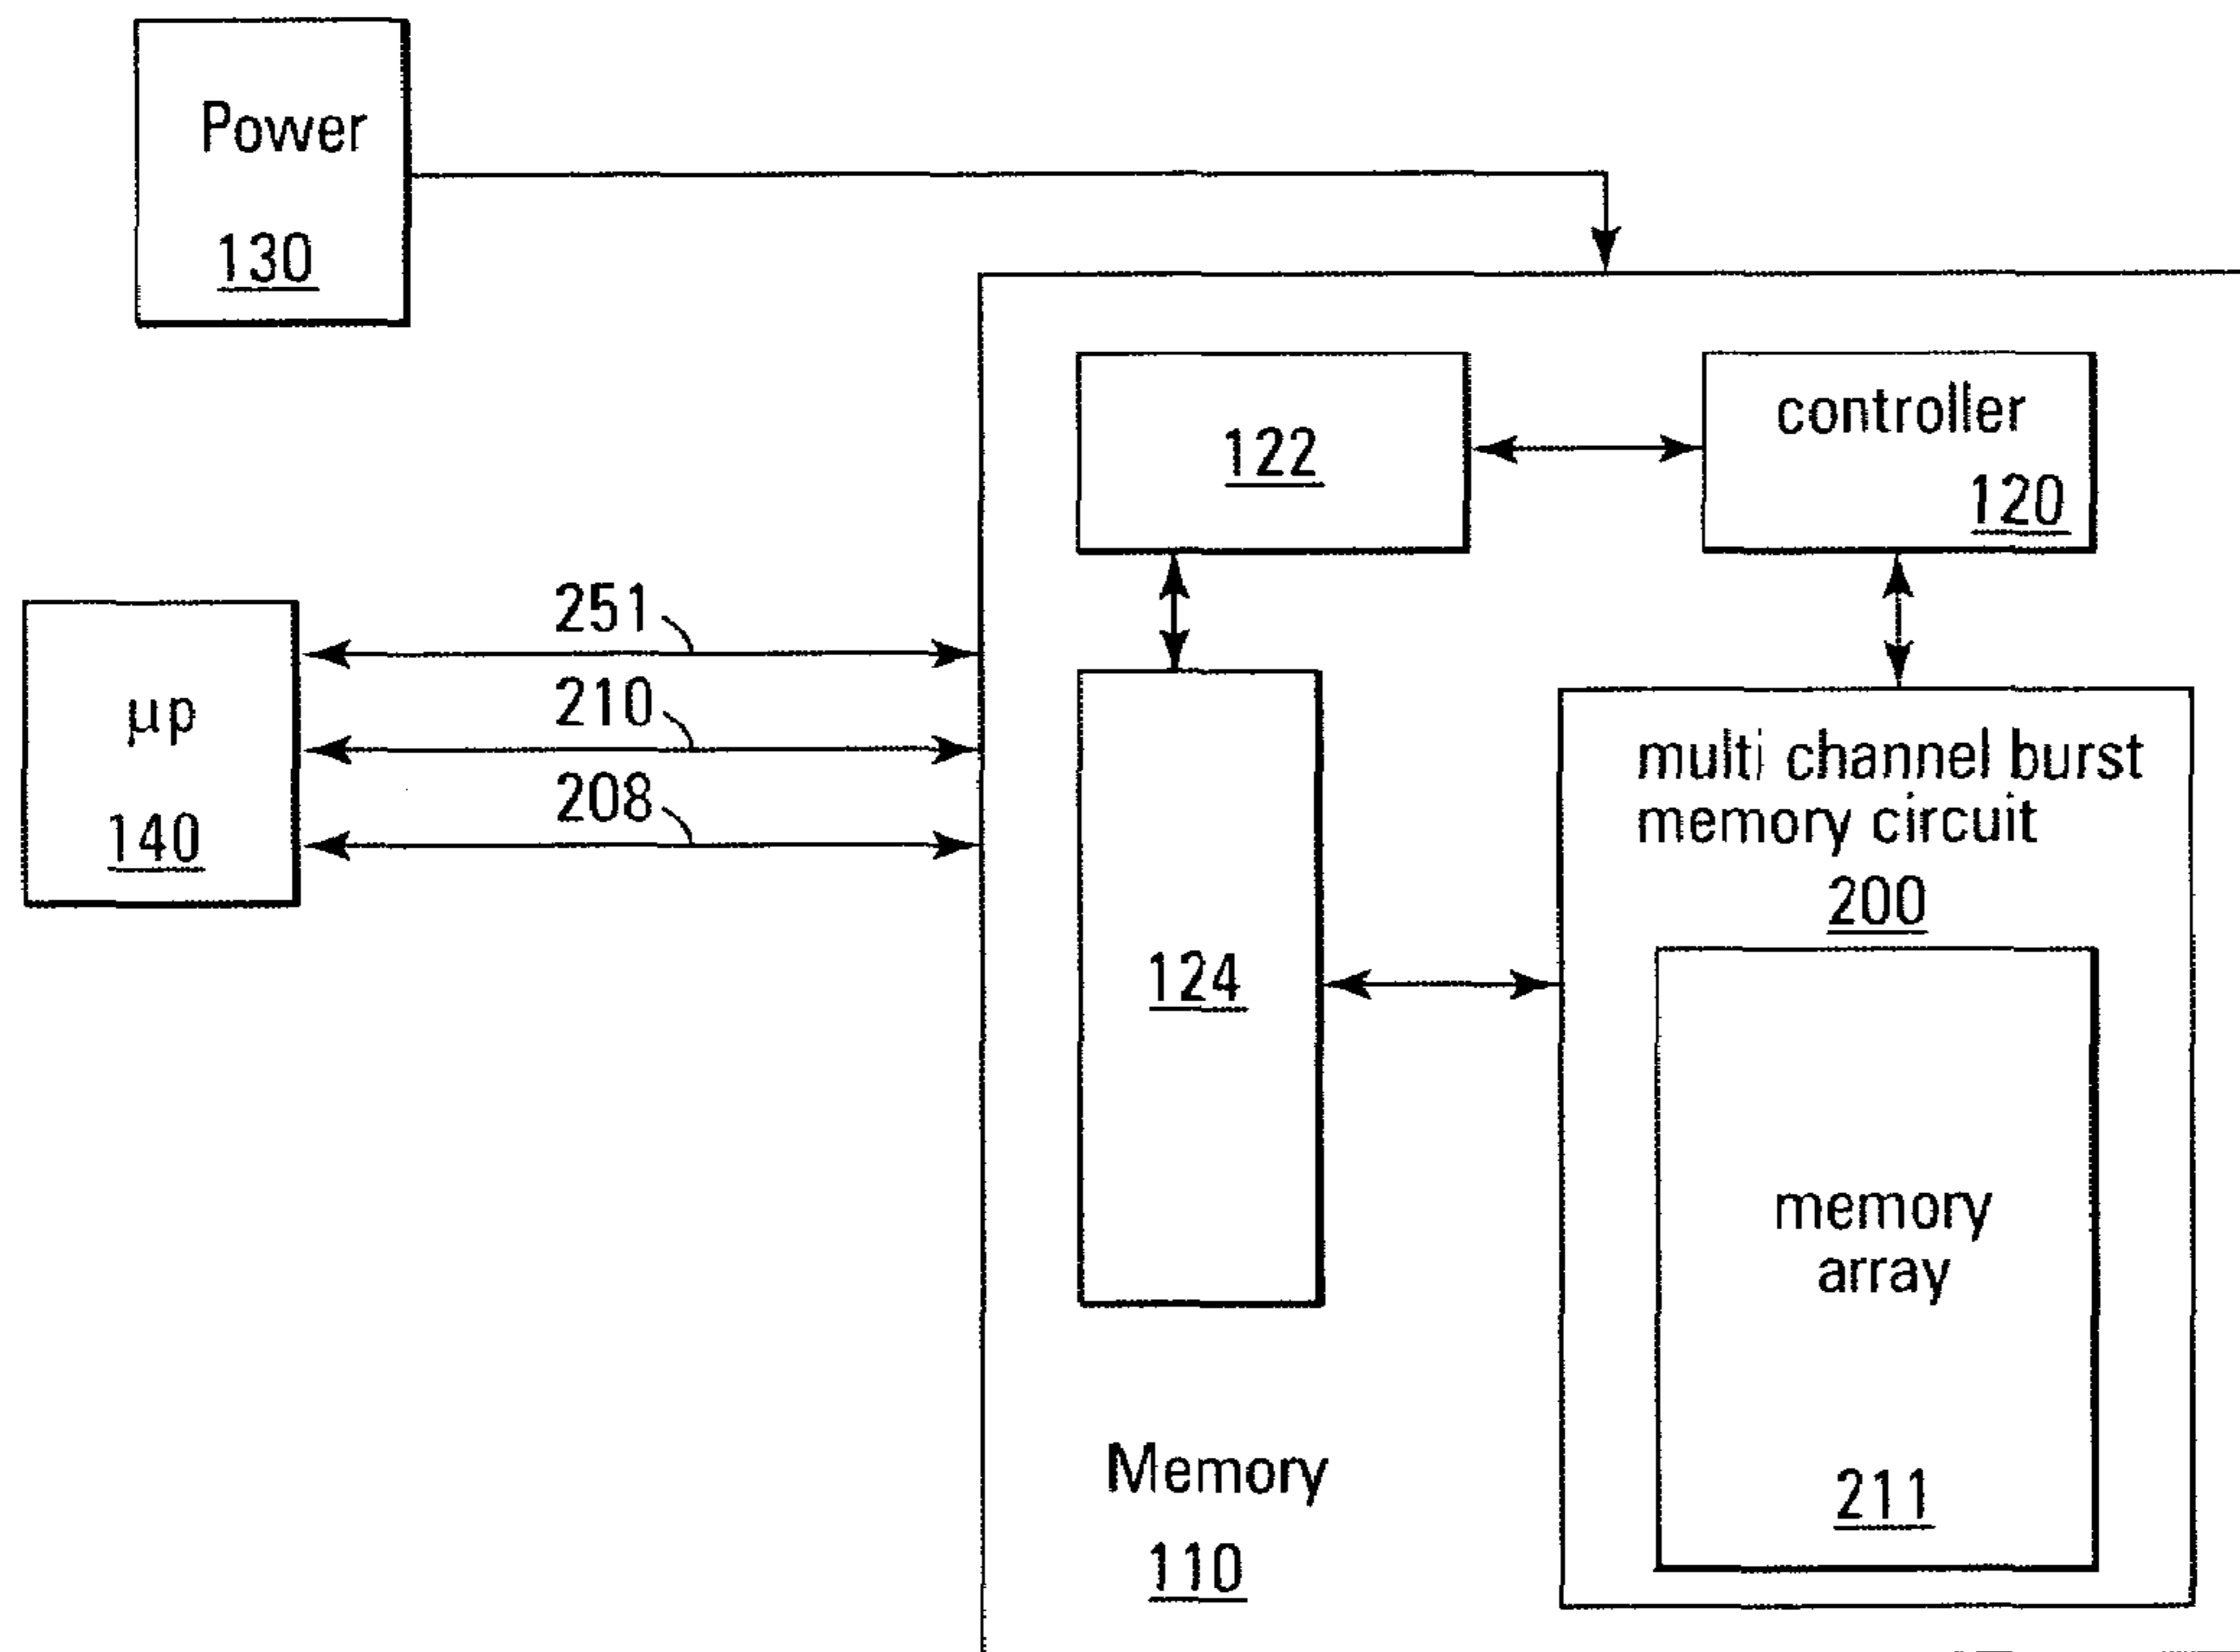 Power
130
122
controller
120
251
210
208
μp
140
multi channel burst
memory circuit
200
124
memory
array
211
Memory
110